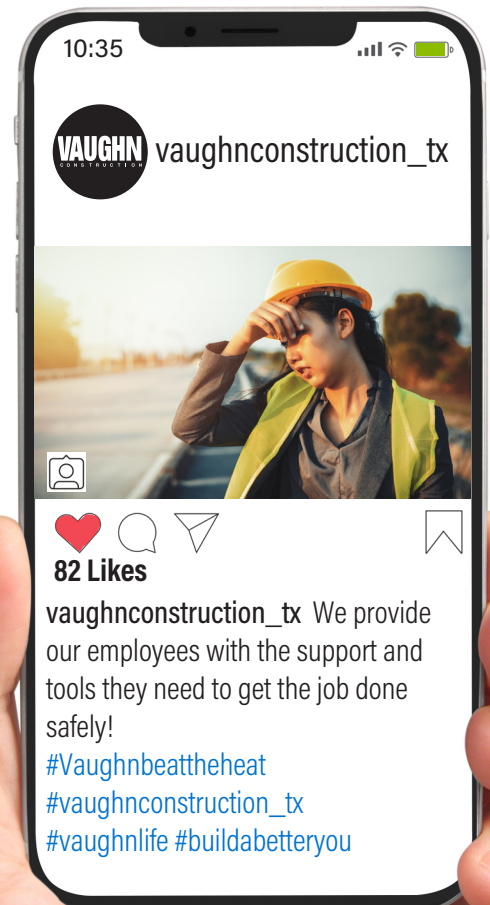 10:35
VAUGHN
CONSTRUCTION
vaughnconstruction_tx
82 Likes
vaughnconstruction_tx We provide
our employees with the support and
tools they need to get the job done
safely!
#Vaughnbeattheheat
#vaughnconstruction_tx
#vaughnlife #buildabetteryou